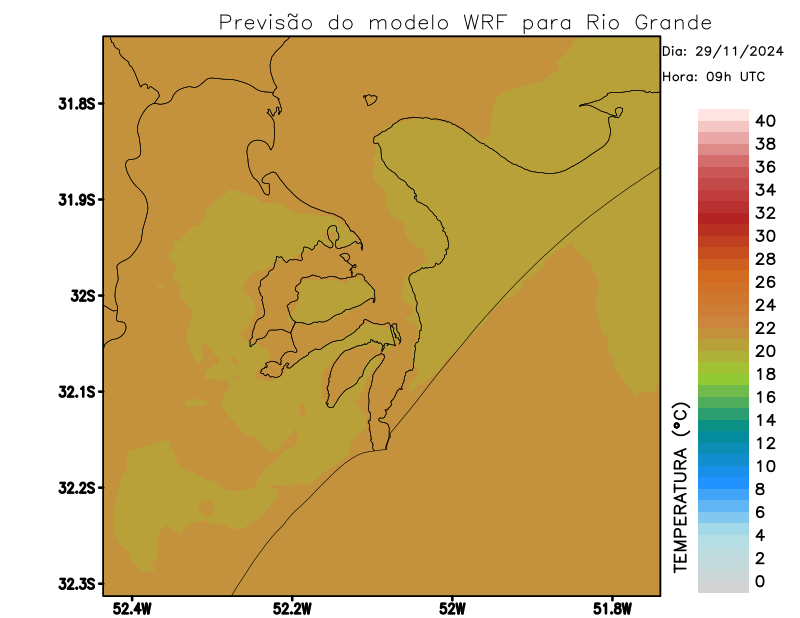 Previsão do modelo WRF para Rio Grande
Dia: 29/11/2024
Hora: 09h UTC
31.8S
31.9S
32S
32.1S
32.2S
32.3S
52.4W
52.2W
52W
51.8W
TEMPERATURA (°C)
40
38
36
34
32
30
28
26
24
22
20
18
16
14
12
10
8
6
4
2
0